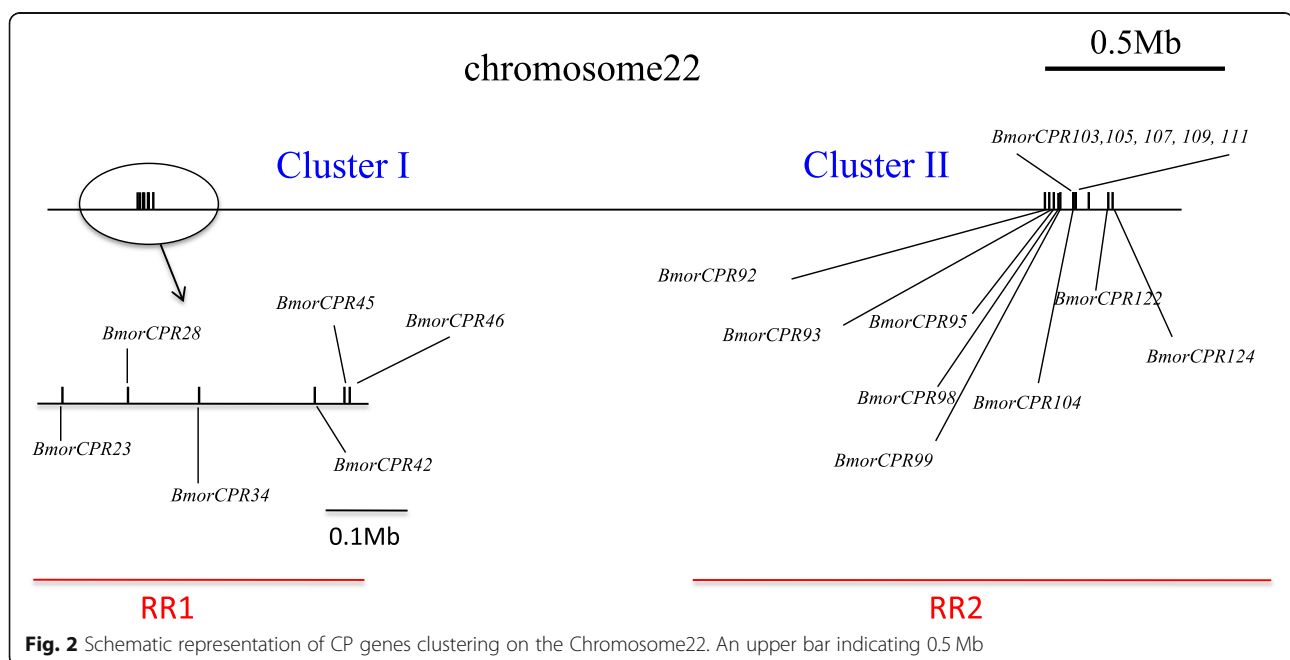 0.5Mb
chromosome22
BmorCPR103,105, 107, 109, 111
Cluster I
Cluster II
BmorCPR92
BmorCPR45
BmorCPR122
BmorCPR46
BmorCPR95
BmorCPR28
BmorCPR93
BmorCPR124
BmorCPR98
BmorCPR104
BmorCPR23
BmorCPR99
BmorCPR42
BmorCPR34
0.1Mb
RR1
RR2
Fig. 2 Schematic representation of CP genes clustering on the Chromosome22. An upper bar indicating 0.5 Mb